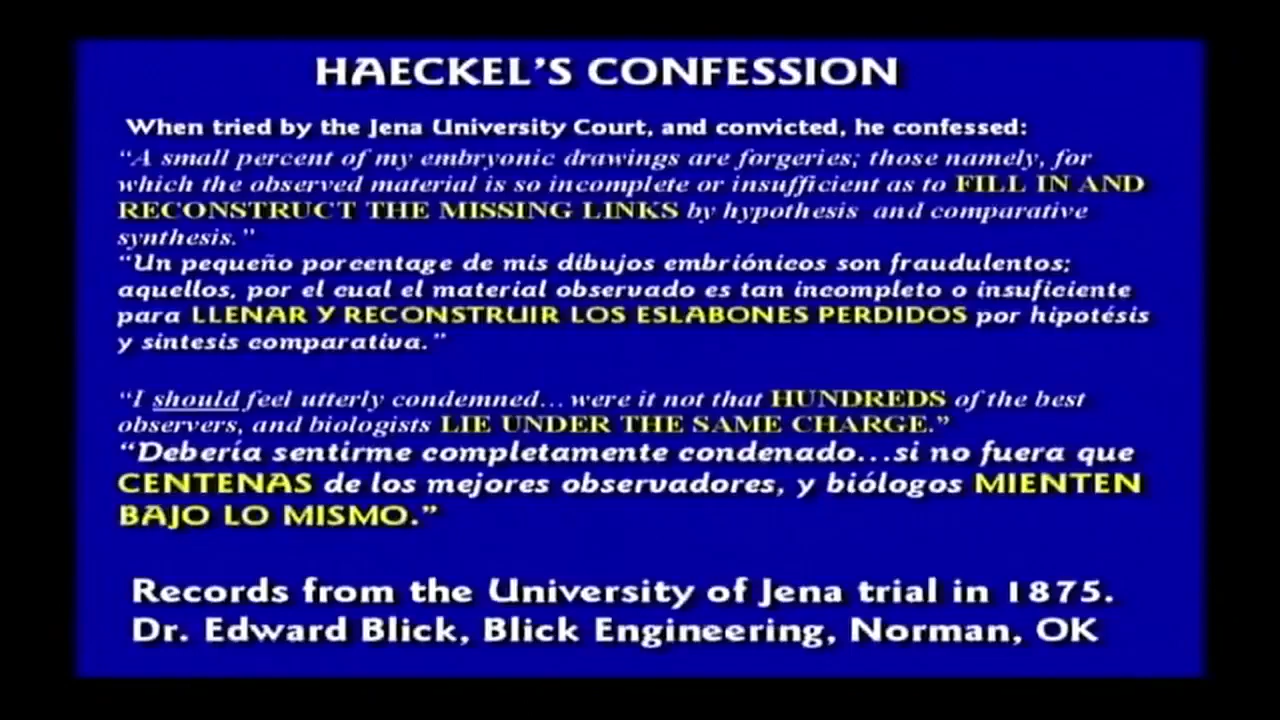 HAECKEL'S CONFESSION
When tried by the Jena University Court, and convicted, he confessed:
“A small percent of my embryonic drawings are forgeries; those namely, for
which the observed material is so incomplete or insufficient as to FILL IN AND
RECONSTRUCT THE MISSING LINKS by hypothesis and comparative
synthesis.”
“Un pequeño porcentage de mis dibujos embriónicos son fraudulentos;
aquellos, por el cual el material observado es tan incompleto o insuficiente
para LLENAR Y RECONSTRUIR LOS ESLABONES PERDIDOS por hipotésis
y sintesis comparativa.”
“I should feel utterly condemned... were it not that HUNDREDS of the best
observers, and biologists LIE UNDER THE SAME CHARGE.”
“Debería sentirme completamente condenado...si no fuera que
CENTENAS de los mejores observadores, y biólogos MIENTEN
BAJO LO MISMO.”
Records from the University of Jena trial in 1875.
Dr. Edward Blick, Blick Engineering, Norman, OK